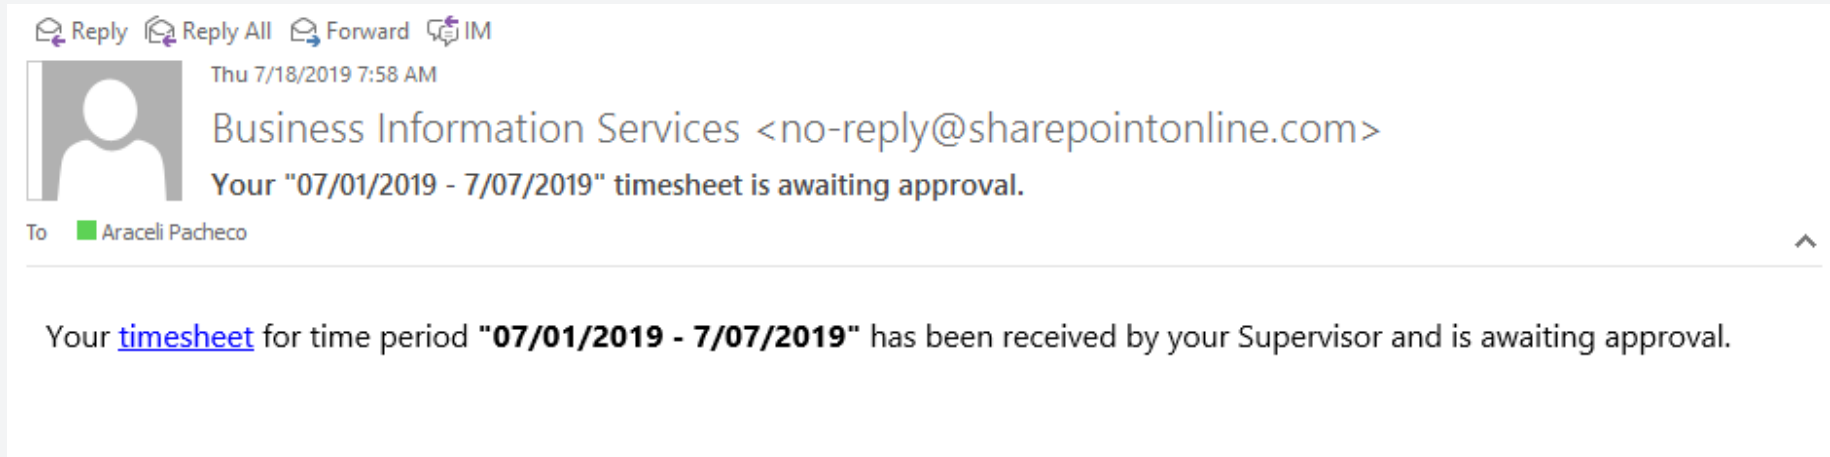 Reply Reply All Forward IM
Thu 7/18/2019 7:58 AM
Business Information Services <no-reply@sharepointonline.com>
Your "07/01/2019 - 7/07/2019" timesheet is awaiting approval.
To Araceli Pacheco
Your timesheet for time period "07/01/2019 - 7/07/2019" has been received by your Supervisor and is awaiting approval.